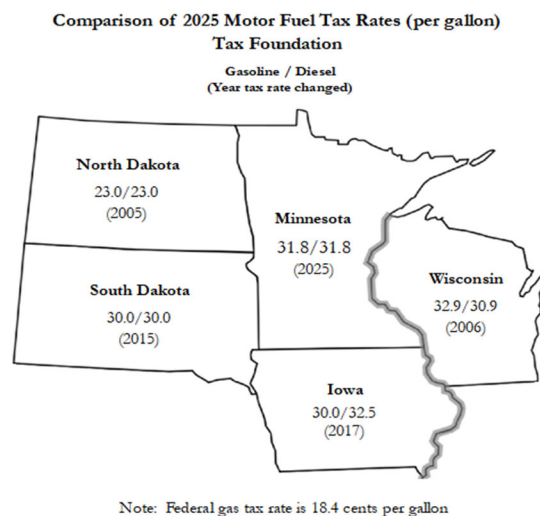 Comparison of 2025 Motor Fuel Tax Rates (per gallon)
Tax Foundation
Gasoline / Diesel
(Year tax rate changed)
North Dakota
23.0/23.0
(2005)
Minnesota
31.8/31.8
(2025)
Wisconsin
32.9/30.9
(2006)
South Dakota
30.0/30.0
(2015)
Iowa
30.0/32.5
(2017)
Note: Federal gas tax rate is 18.4 cents per gallon